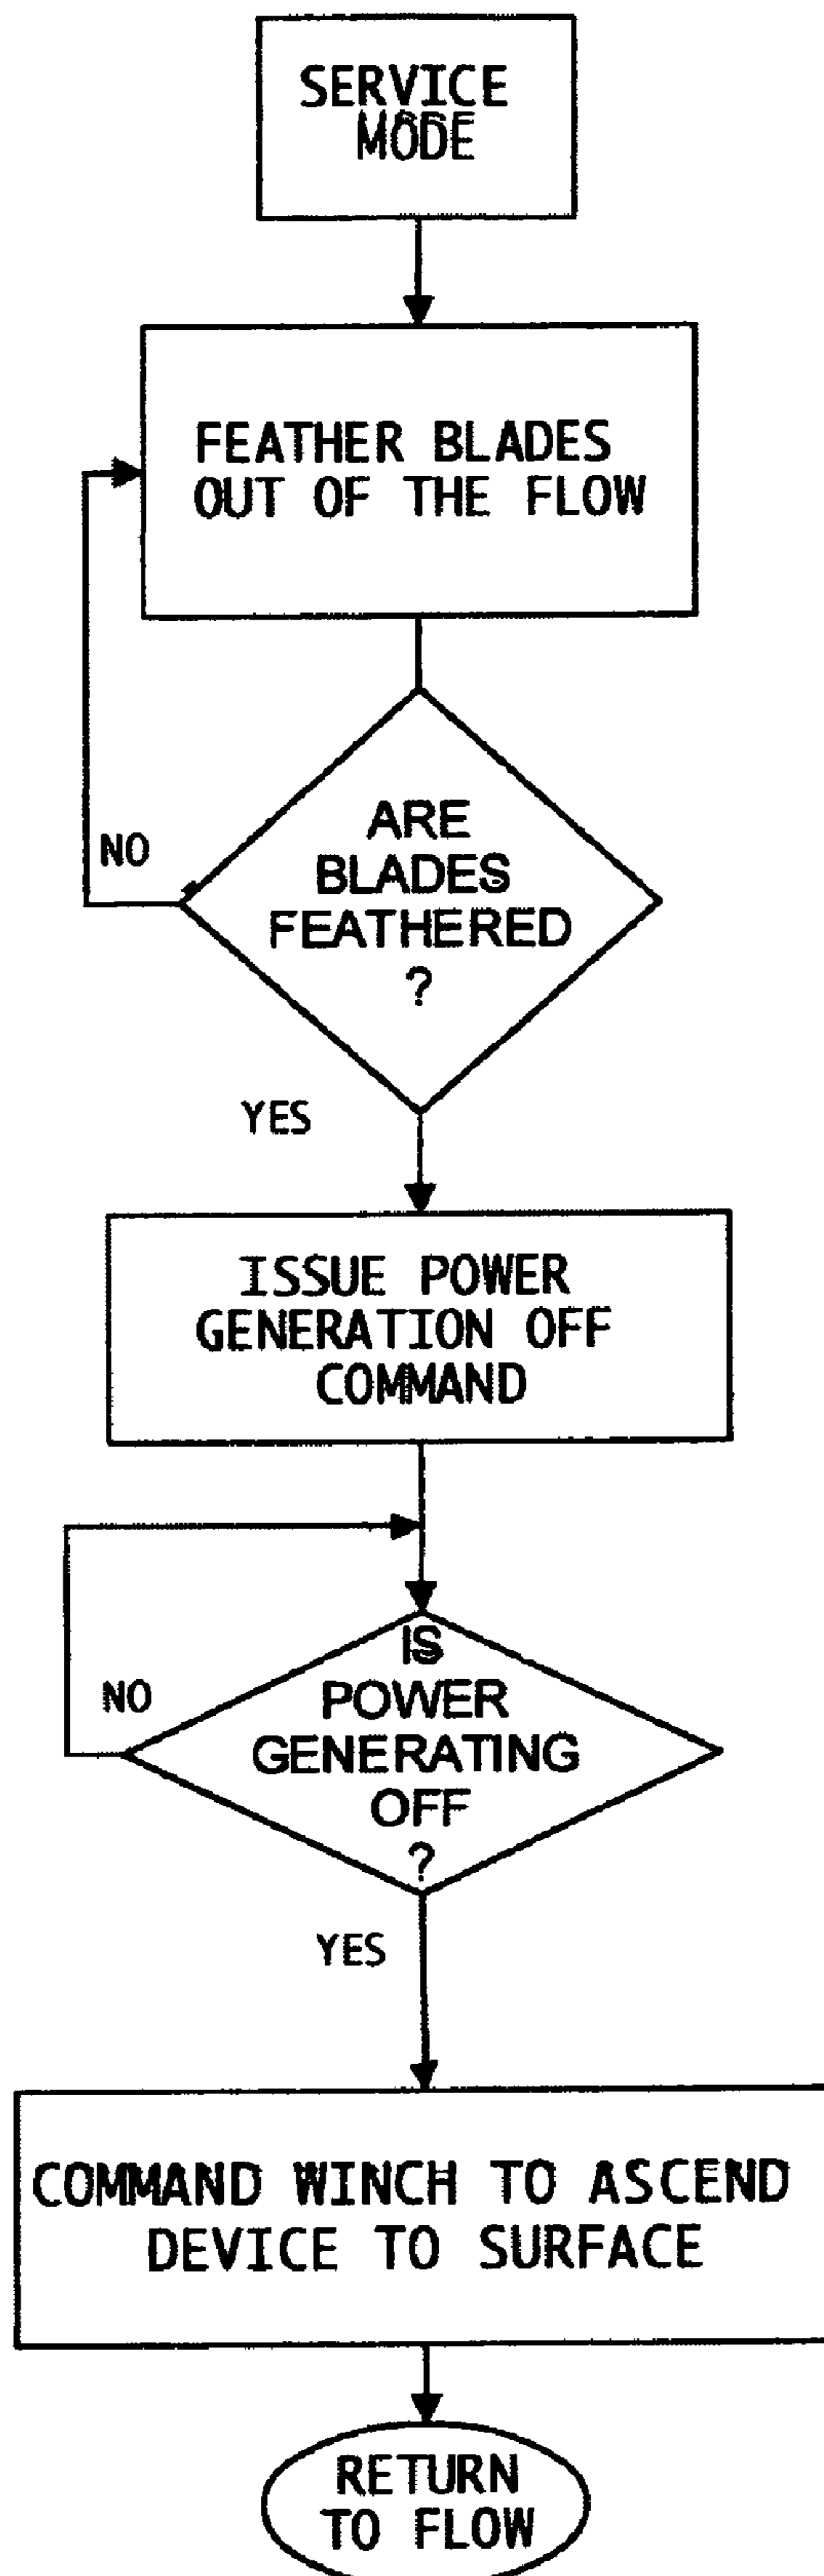 SERVICE
MODE
FEATHER BLADES
OUT OF THE FLOW
ARE
BLADES
FEATHERED
?
NO
YES
ISSUE POWER
GENERATION OFF
COMMAND
IS
POWER
GENERATING
OFF
?
NO
YES
COMMAND WINCH TO ASCEND
DEVICE TO SURFACE
RETURN
TO FLOW